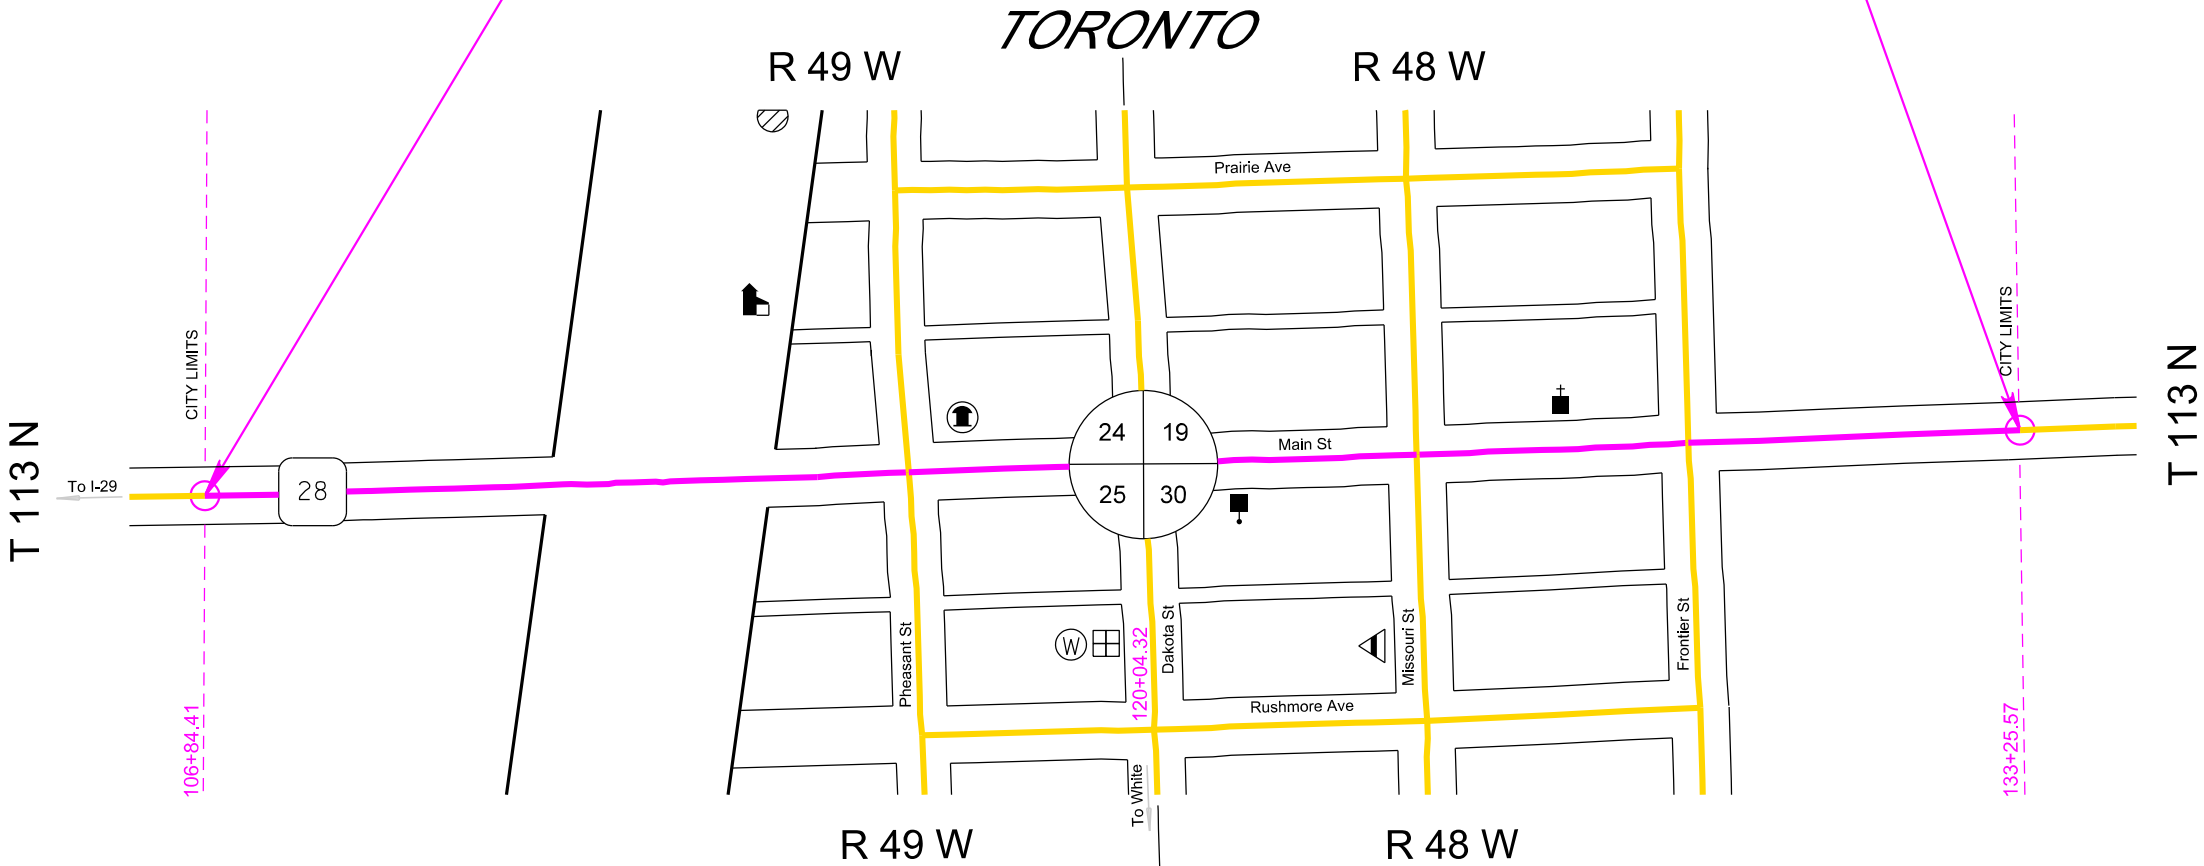 TORONTO
R 49 W
R 48 W
Prairie Ave
CITY LIMITS
CITY LIMITS
T 113 N
T 113 N
24
19
Main St
To I-29
28
25
30
Pheasant St
120+04.32
Dakota St
W
Missouri St
Frontier St
Rushmore Ave
106+84.41
133+25.57
To White
R 49 W
R 48 W